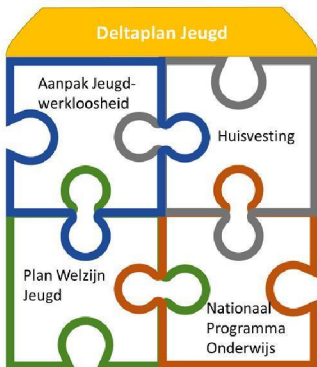 Deltaplan Jeugd
Aanpak Jeugd-
werkloosheid
Huisvesting
Plan Welzijn
Jeugd
Nationaal
Programma
Onderwijs